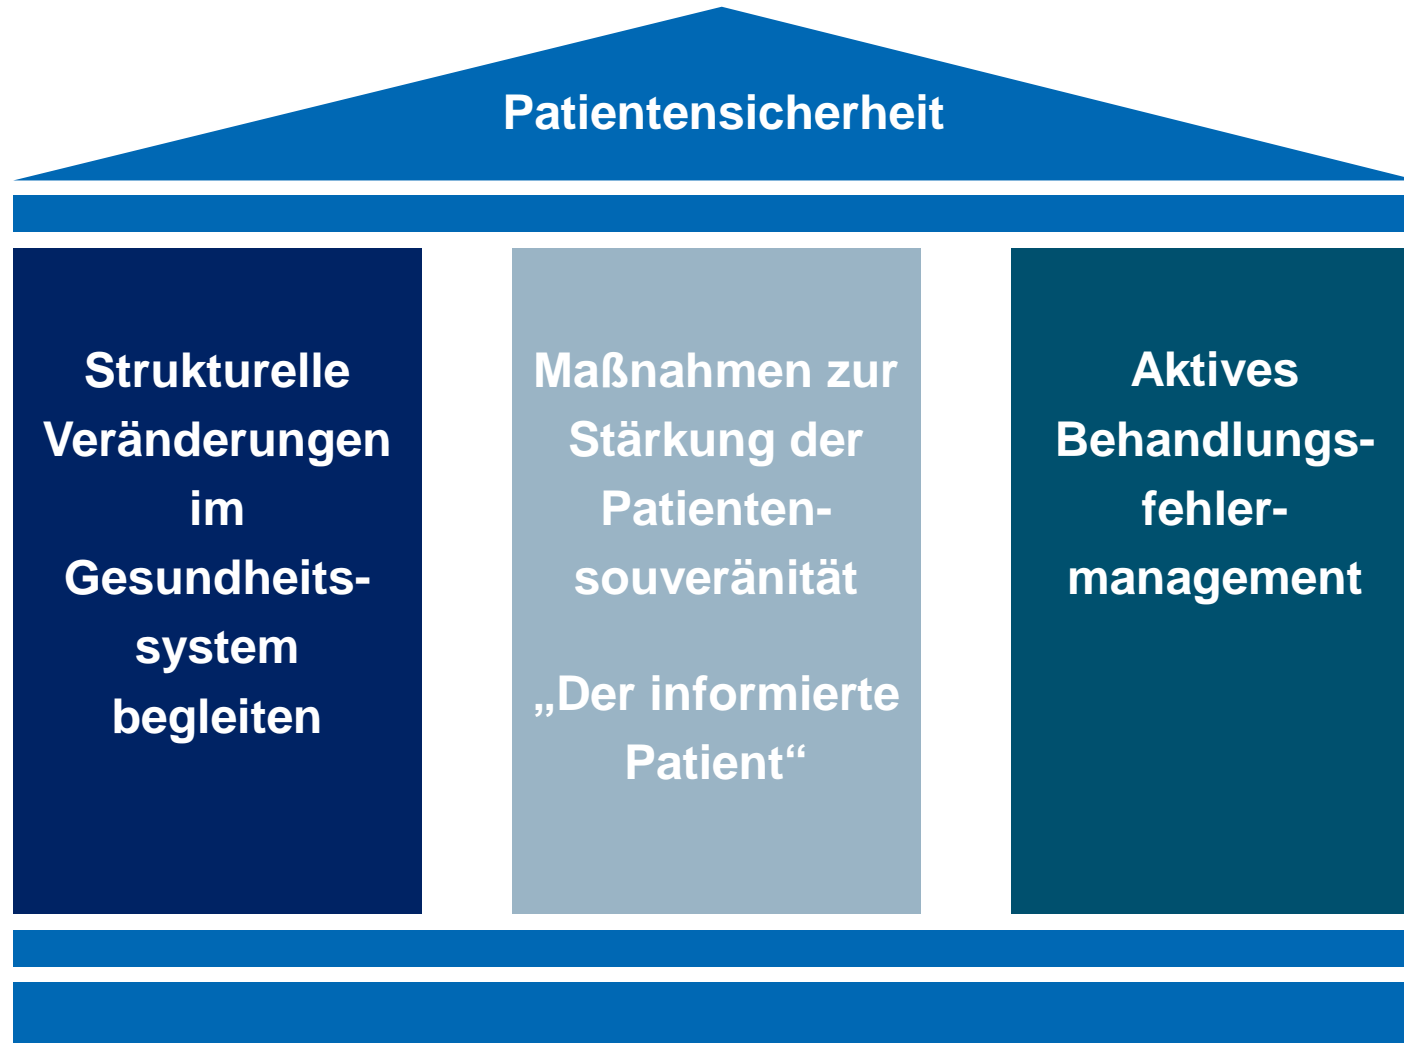 Patientensicherheit
Strukturelle
Veränderungen
im
Gesundheits-
system
begleiten
Maßnahmen zur
Stärkung der
Patienten-
souveränität
„Der informierte
Patient“
Aktives
Behandlungs-
fehler-
management